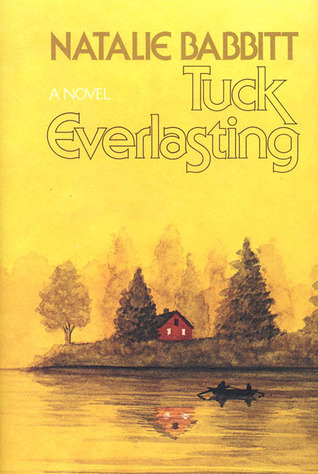 NATALIE BABBITT
A NOVEL
Tuck
Everlasting